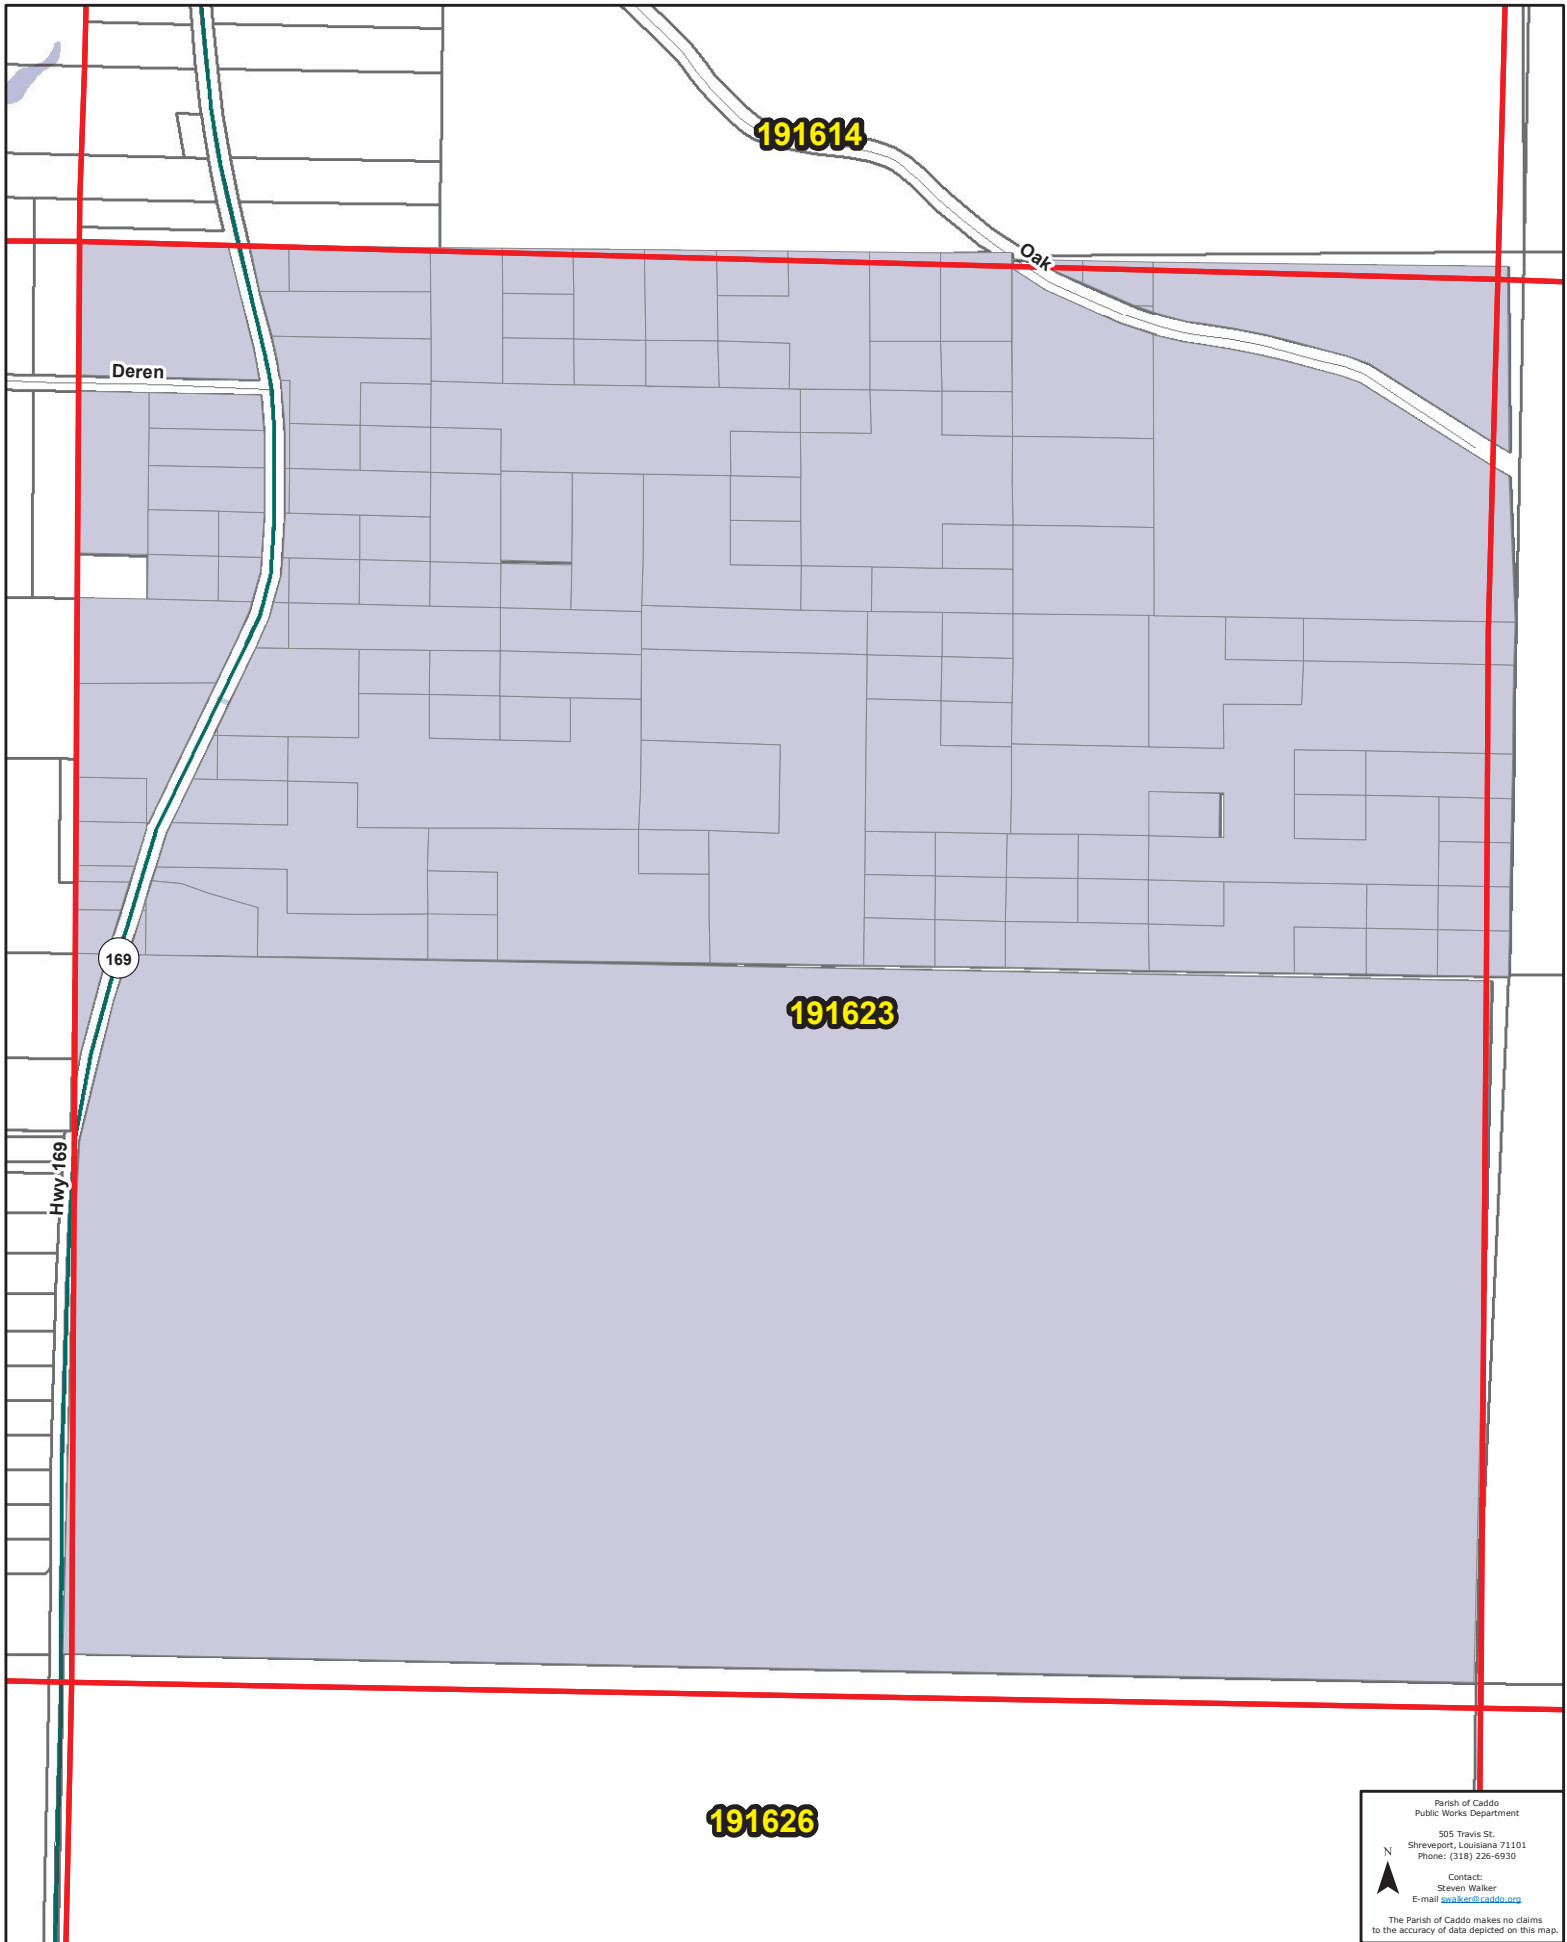 191614
Oak
Deren
169
191623
Hwy 169
191626
Parish of Caddo
Public Works Department
505 Travis St.
Shreveport, Louisiana 71101
Phone: (318) 226-6930
N
Contact:
Steven Walker
E-mail swalker@caddo.org
The Parish of Caddo makes no claims
to the accuracy of data depicted on this map.